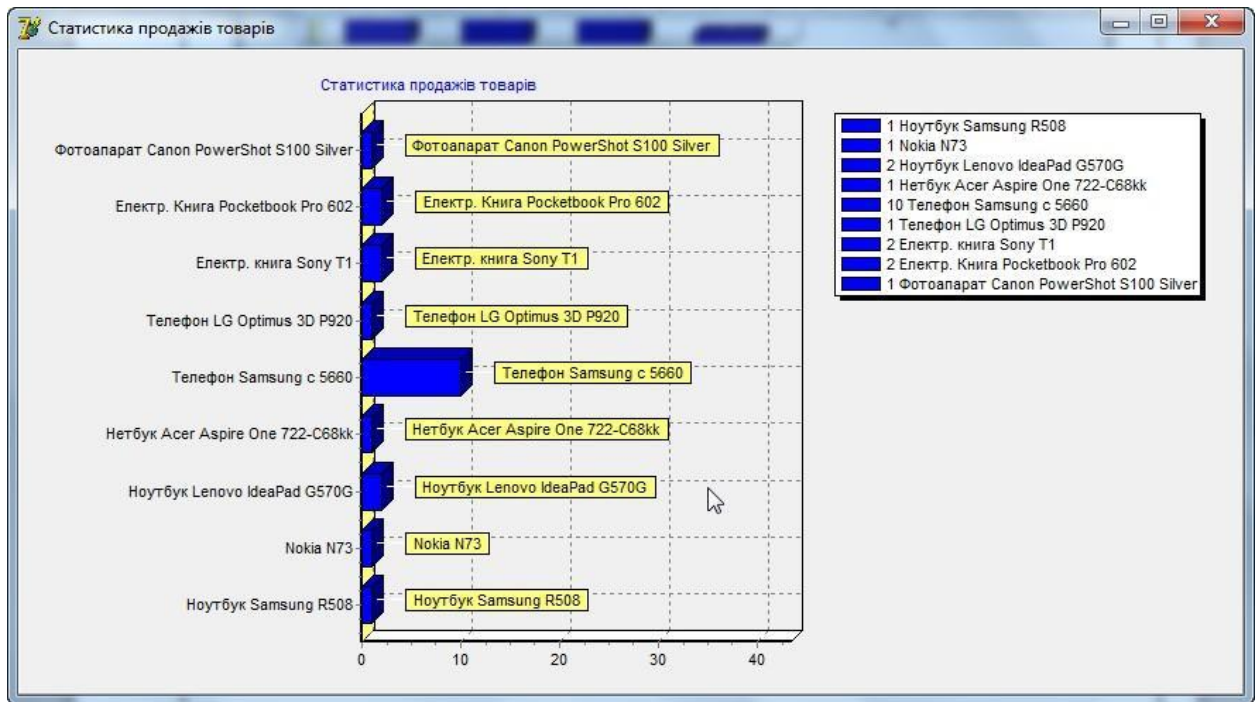 Статистика продажів товарів
Статистика продажів товарів
Фотоапарат Canon PowerShot S100 Silver
Фотоапарат Canon PowerShot S100 Silver
Електр. Книга Pocketbook Pro 602
Електр. Книга Pocketbook Pro 602
Електр. книга Sony T1
Електр. книга Sony T1
Телефон LG Optimus 3D P920
Телефон LG Optimus 3D P920
Телефон Samsung c 5660
Телефон Samsung c 5660
Нетбук Acer Aspire One 722-C68kk
Нетбук Acer Aspire One 722-C68kk
Ноутбук Lenovo IdeaPad G570G
Ноутбук Lenovo IdeaPad G570G
Nokia N73
Nokia N73
Ноутбук Samsung R508
Ноутбук Samsung R508
0 10 20 30 40
1 Ноутбук Samsung R508
1 Nokia N73
2 Ноутбук Lenovo IdeaPad G570G
1 Нетбук Acer Aspire One 722-C68kk
10 Телефон Samsung c 5660
1 Телефон LG Optimus 3D P920
2 Електр. книга Sony T1
2 Електр. Книга Pocketbook Pro 602
1 Фотоапарат Canon PowerShot S100 Silver